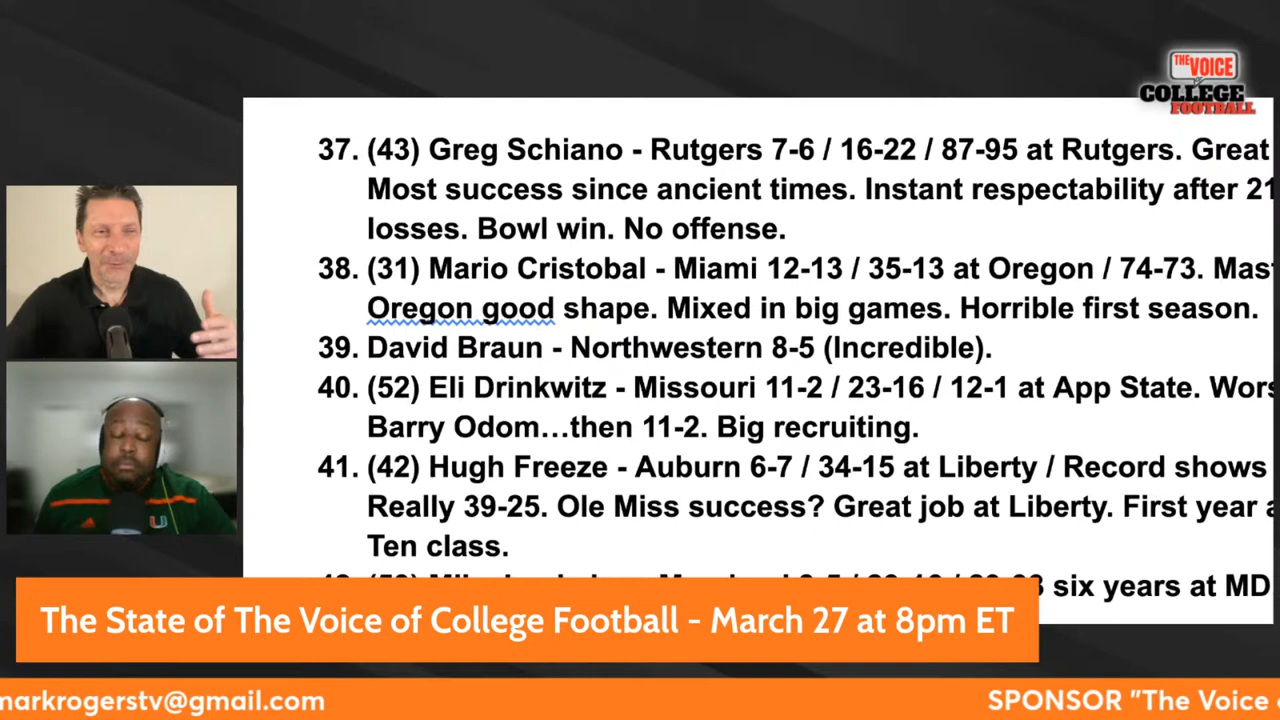 THE VOICE
OF
COLLEGE
FOOTBALL
37. (43) Greg Schiano - Rutgers 7-6 / 16-22 / 87-95 at Rutgers. Great
Most success since ancient times. Instant respectability after 21
losses. Bowl win. No offense.
38. (31) Mario Cristobal - Miami 12-13 / 35-13 at Oregon / 74-73. Mas
Oregon good shape. Mixed in big games. Horrible first season.
39. David Braun - Northwestern 8-5 (Incredible).
40. (52) Eli Drinkwitz - Missouri 11-2 / 23-16 / 12-1 at App State. Wors
Barry Odom…then 11-2. Big recruiting.
41. (42) Hugh Freeze - Auburn 6-7 / 34-15 at Liberty / Record shows
Really 39-25. Ole Miss success? Great job at Liberty. First year a
Ten class.
six years at MD
U
The State of The Voice of College Football - March 27 at 8pm ET
markrogerstv@gmail.com
SPONSOR "The Voice